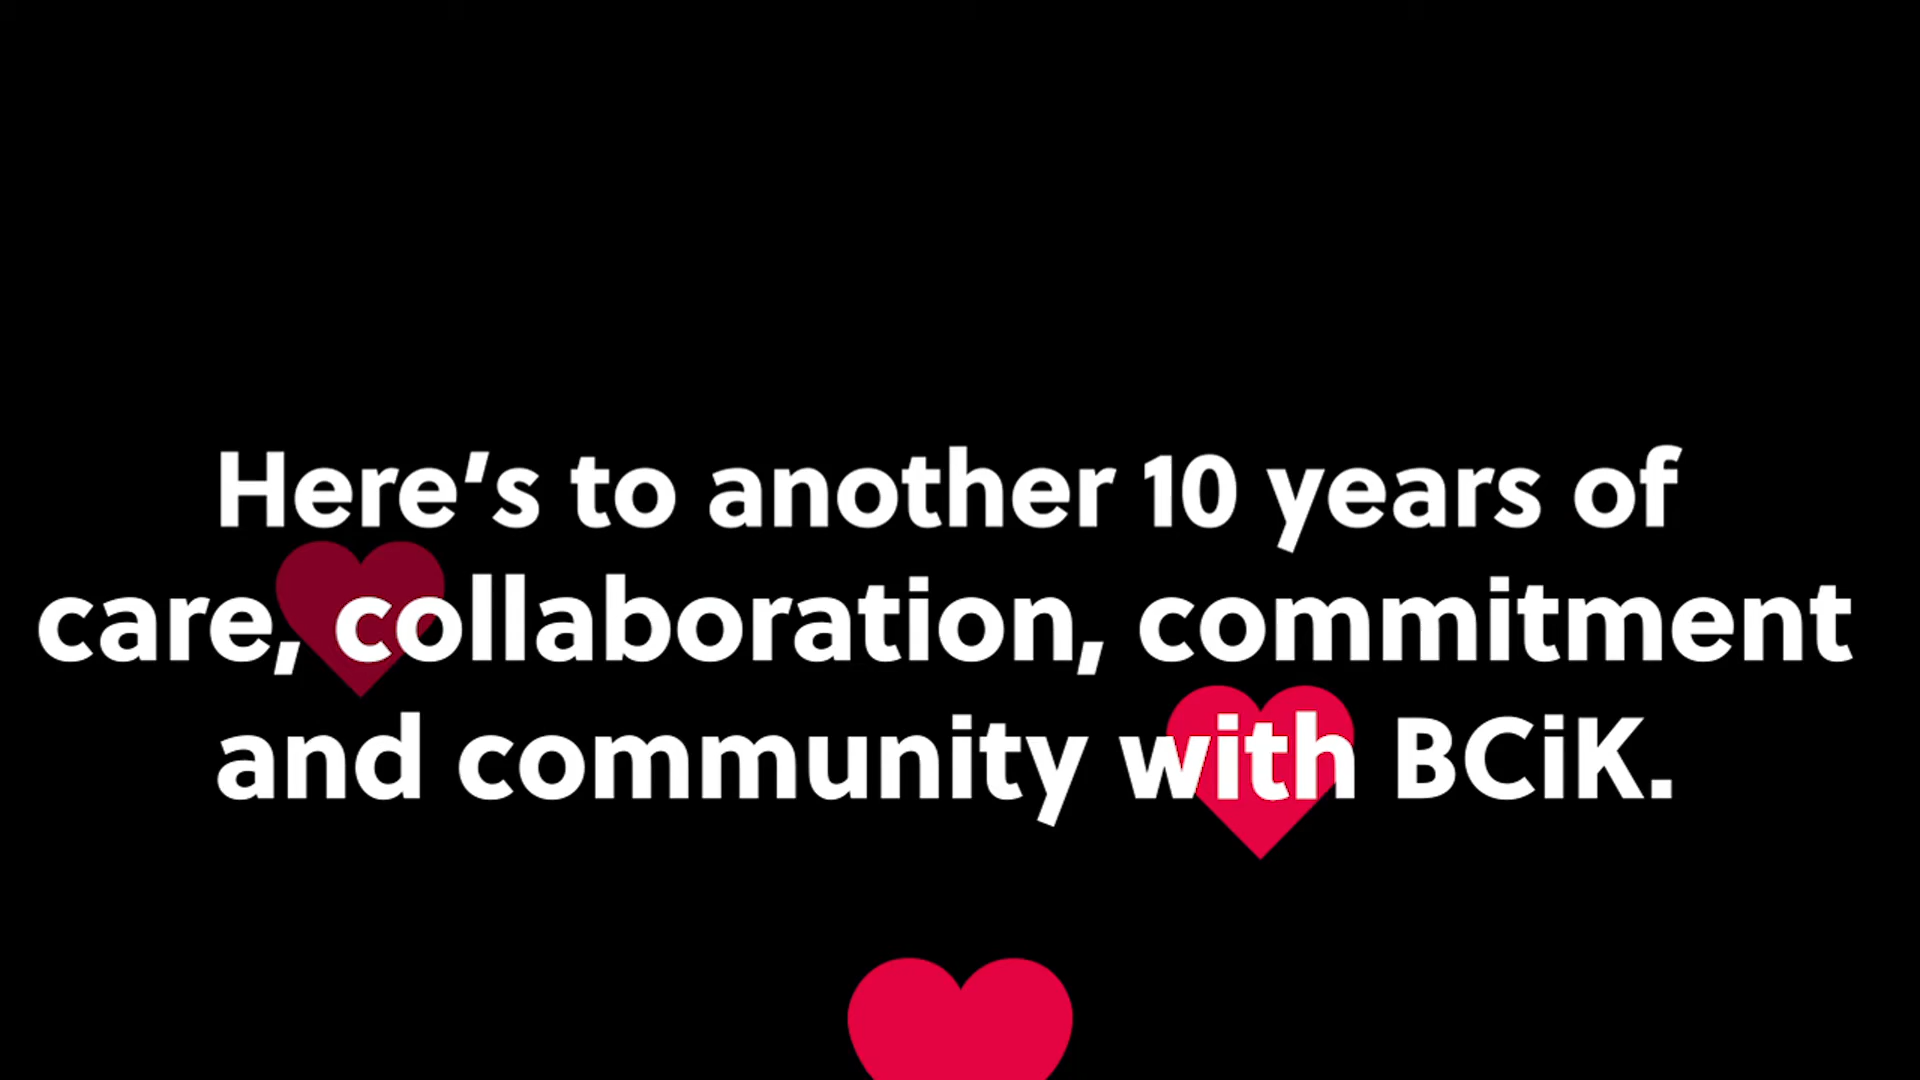 Here's to another 10 years of
care, collaboration, commitment
and community with BCiK.